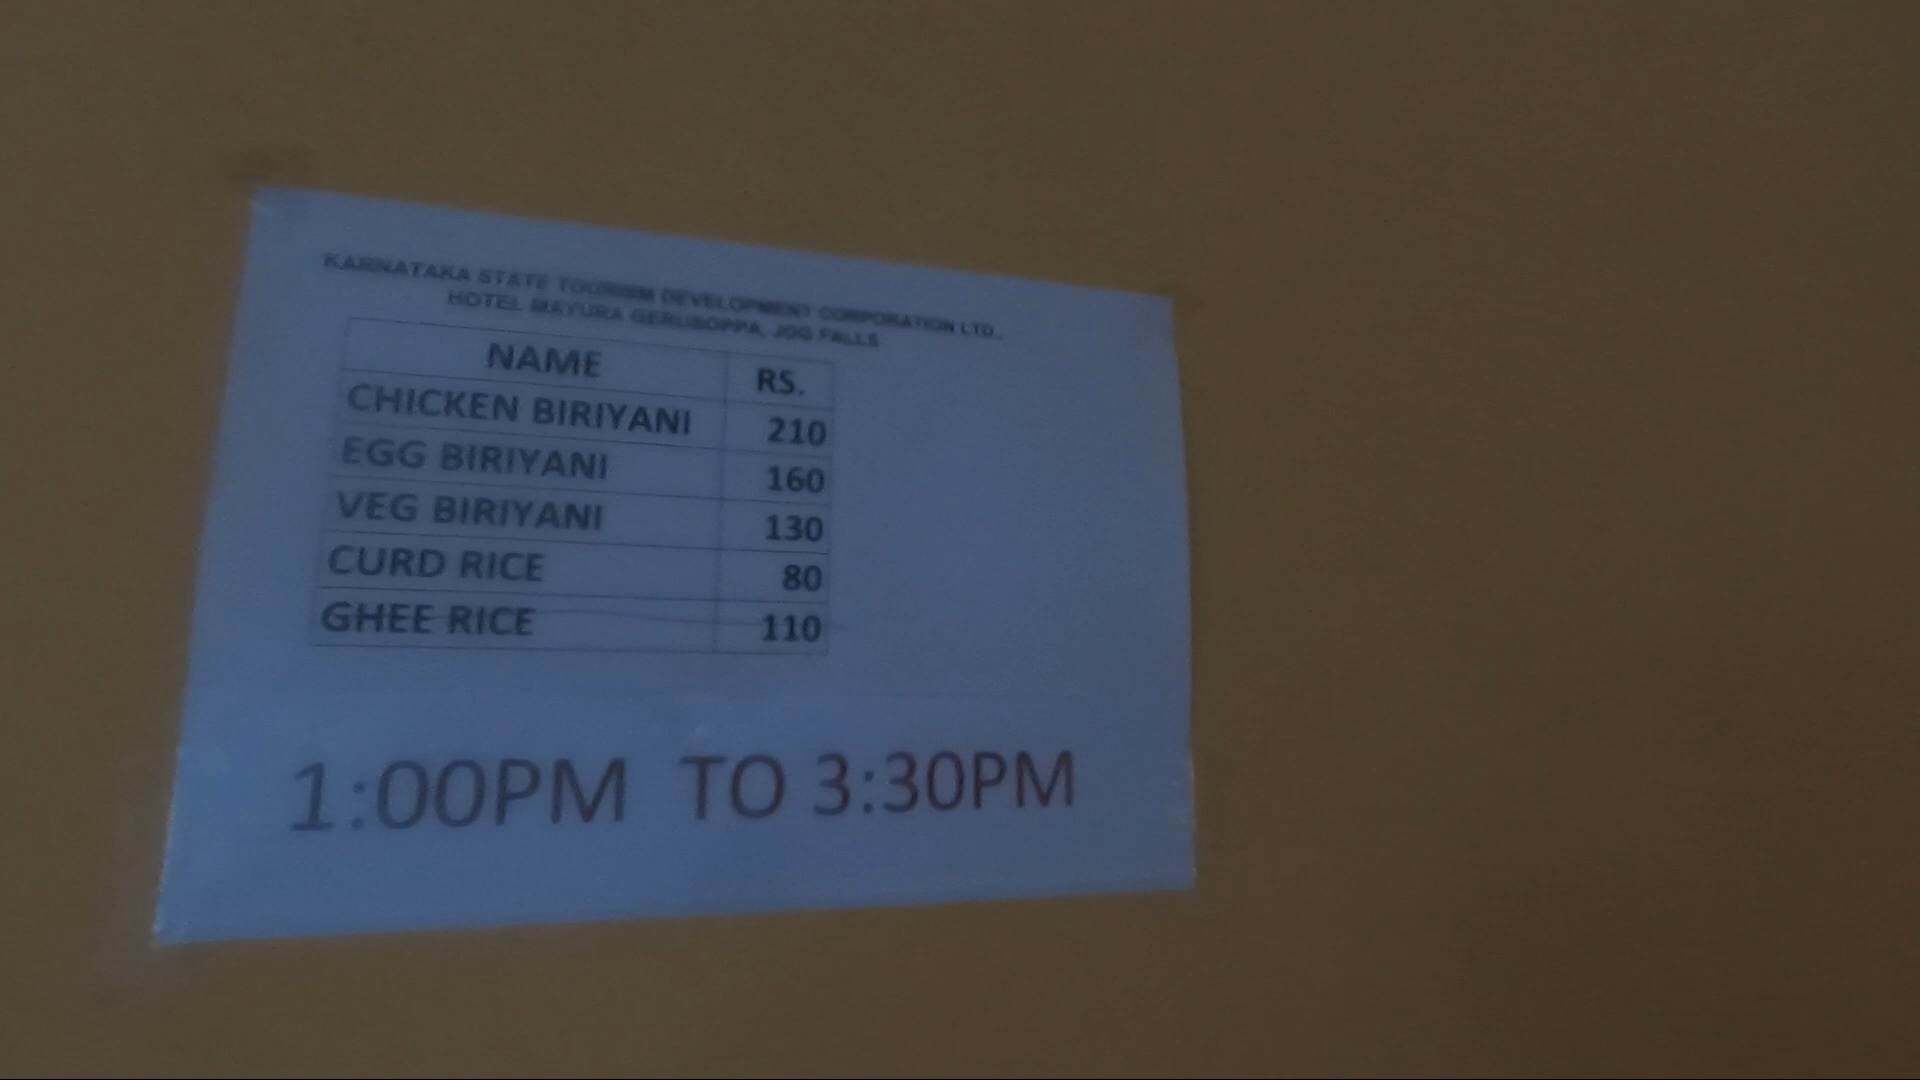 KARNATAKA STATE TOURISM DEVELOPMENT CORPORATION LTD.,
HOTEL MAYURA GERUSOPPA, JOG FALLS
NAME RS.
CHICKEN BIRIYANI 210
EGG BIRIYANI 160
VEG BIRIYANI 130
CURD RICE 80
GHEE RICE 110
1:00PM TO 3:30PM